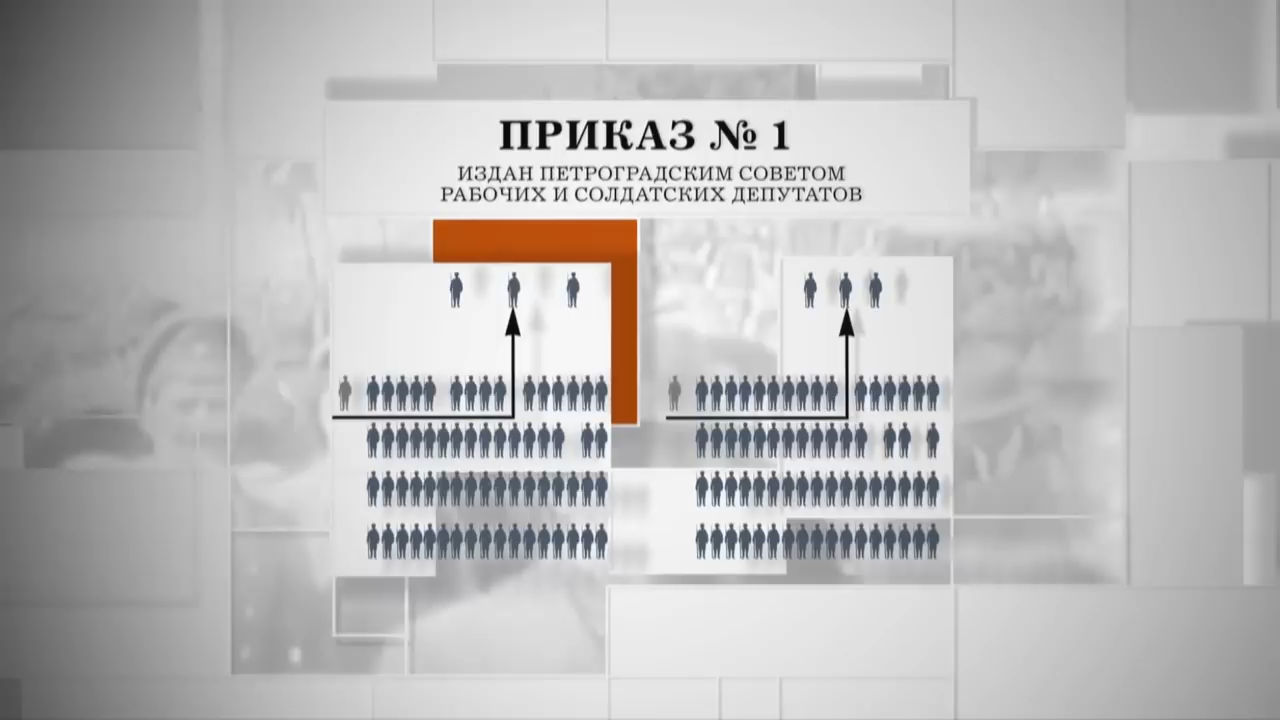 ПРИКАЗ № 1
ИЗДАН ПЕТРОГРАДСКИМ СОВЕТОМ
РАБОЧИХ И СОЛДАТСКИХ ДЕПУТАТОВ